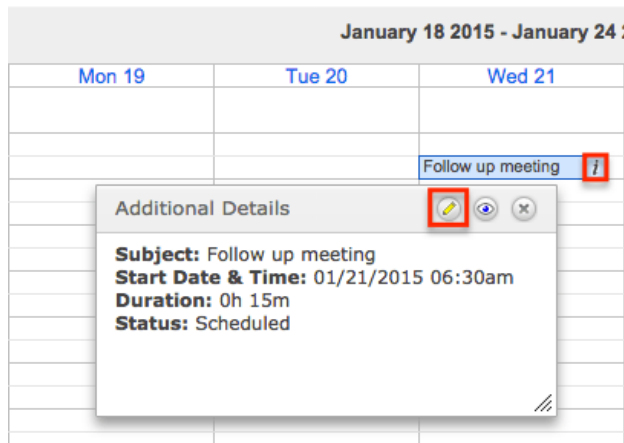 January 18 2015 - January 24
Mon 19 Tue 20 Wed 21
Follow up meeting i
Additional Details
Subject: Follow up meeting
Start Date & Time: 01/21/2015 06:30am
Duration: 0h 15m
Status: Scheduled